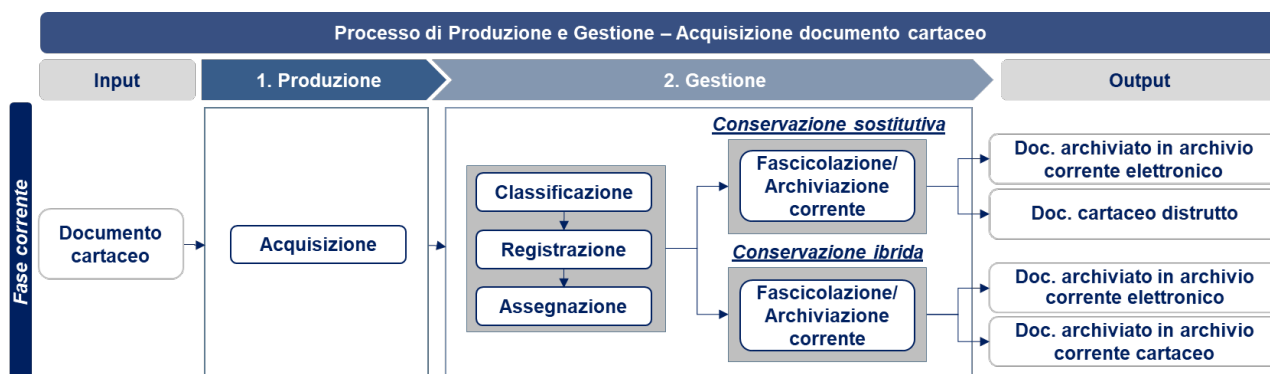 Processo di Produzione e Gestione – Acquisizione documento cartaceo
Input
1. Produzione
2. Gestione
Output
Fase corrente
Documento
cartaceo
Acquisizione
Classificazione
Registrazione
Assegnazione
Conservazione sostitutiva
Fascicolazione/
Archiviazione
corrente
Conservazione ibrida
Fascicolazione/
Archiviazione
corrente
Doc. archiviato in archivio
corrente elettronico
Doc. cartaceo distrutto
Doc. archiviato in archivio
corrente elettronico
Doc. archiviato in archivio
corrente cartaceo